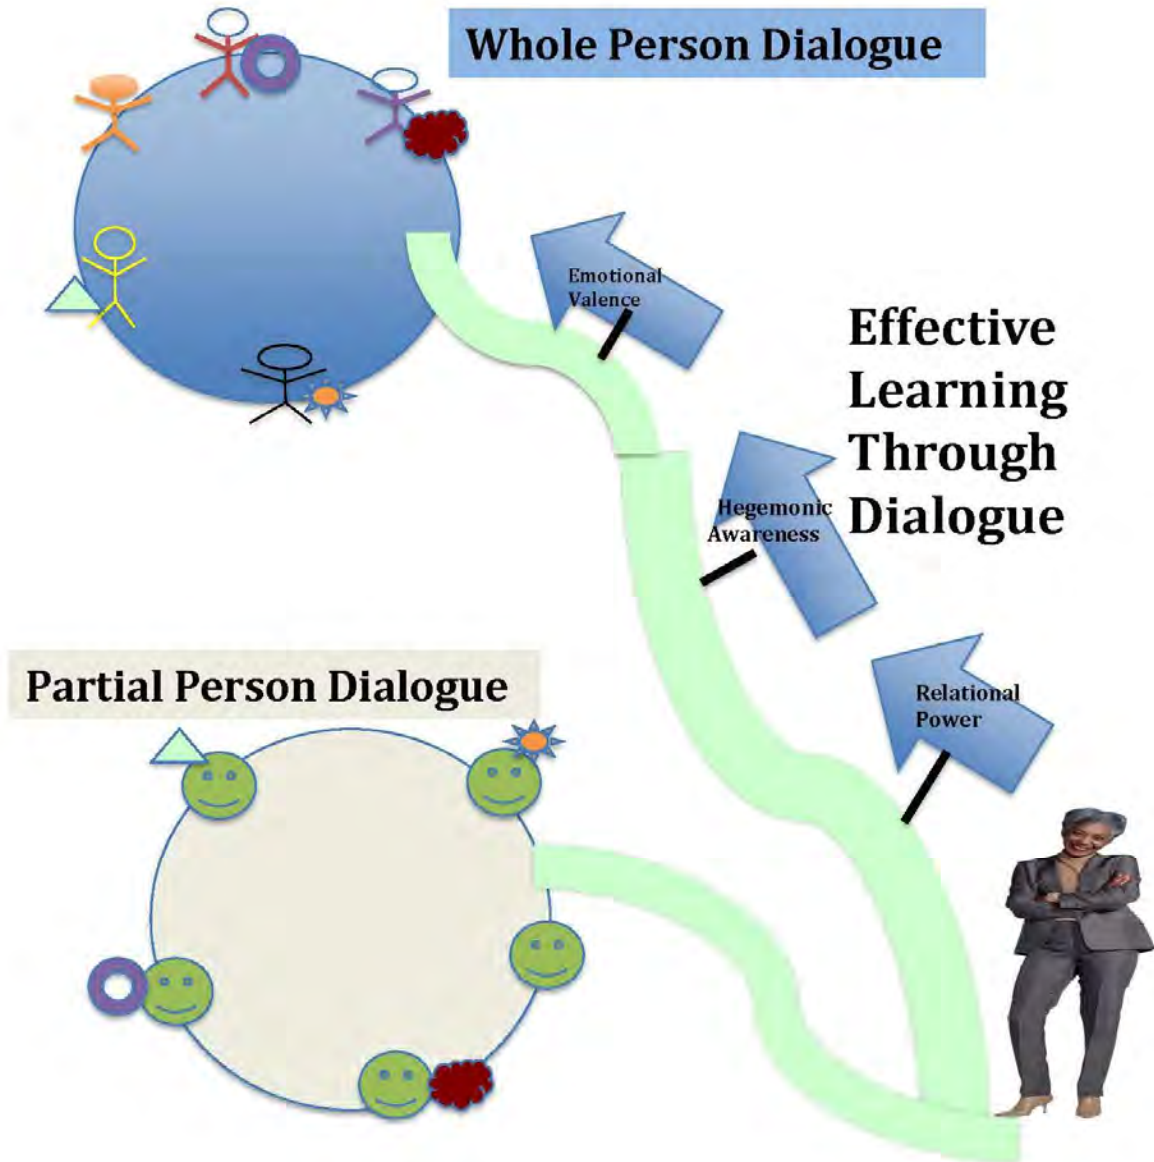 Whole Person Dialogue
Emotional
Valence
Effective
Learning
Through
Dialogue
Hegemonic
Awareness
Partial Person Dialogue
Relational
Power